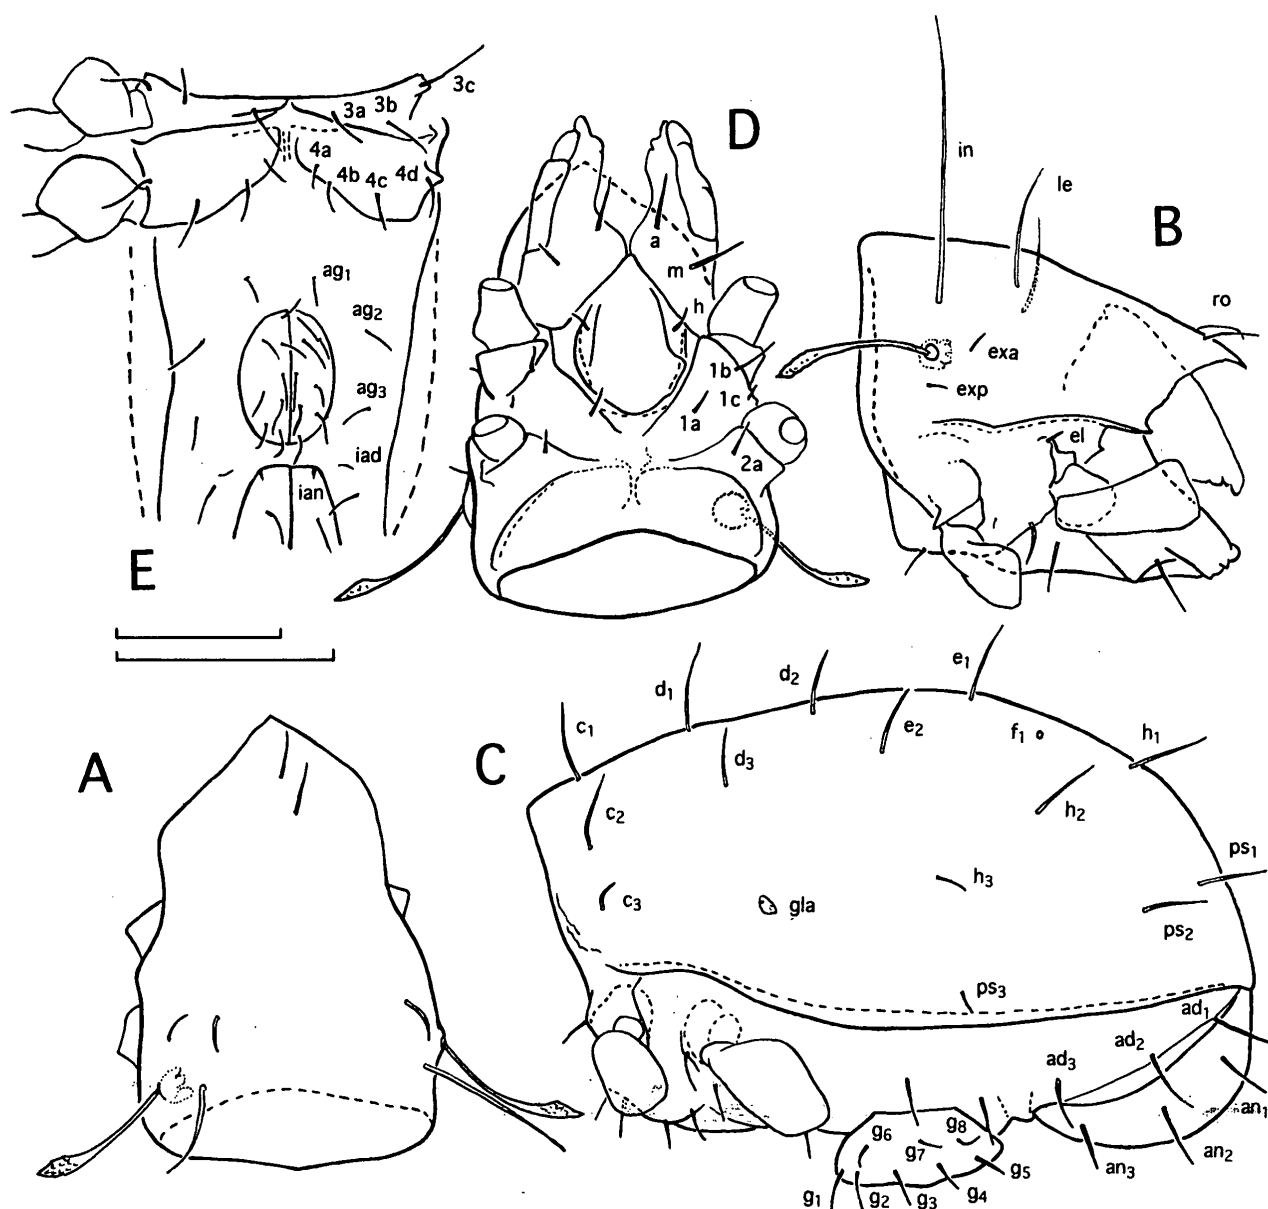 3c
3a 3b
4a
4b 4c 4d
ag1
ag2
ag3
iad
ian
E
D
a
m
h
1b
1c
1a
2a
B
in
le
ro
exa
exp
el
A
C
c1
d1
d2
e1
c2
d3
e2
f1
h1
h2
c3
gla
h3
ps1
ps2
ps3
ad1
ad2
ad3
an1
an2
an3
g6
g8
g7
g5
g1 g2 g3 g4